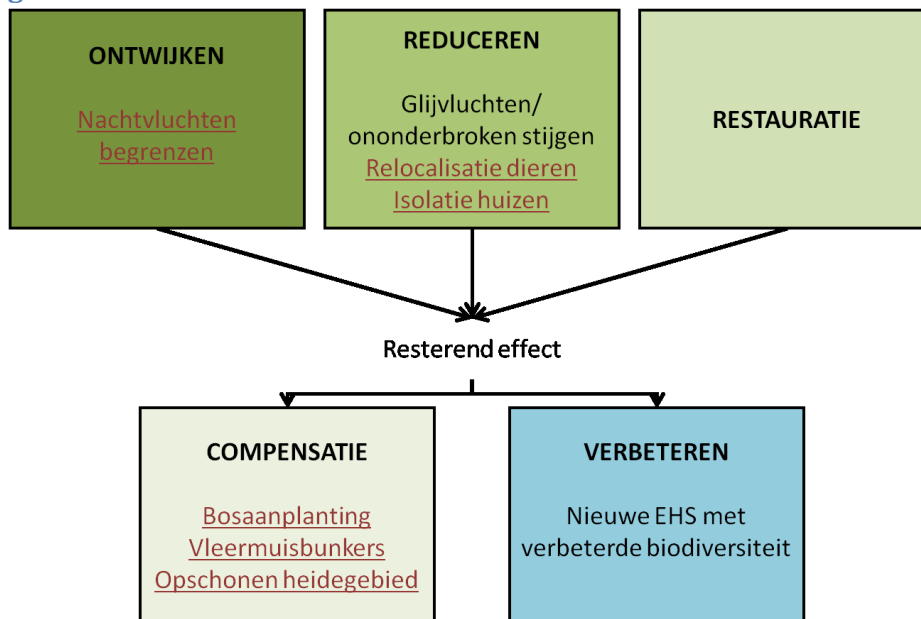 ONTWIJKEN
Nachtvluchten
begrenzen
REDUCEREN
Glijvluchten/
ononderbroken stijgen
Relocalisatie dieren
Isolatie huizen
RESTAURATIE
Resterend effect
COMPENSATIE
Bosaanplanting
Vleermuisbunkers
Opschonen heidegebied
VERBETEREN
Nieuwe EHS met
verbeterde biodiversiteit